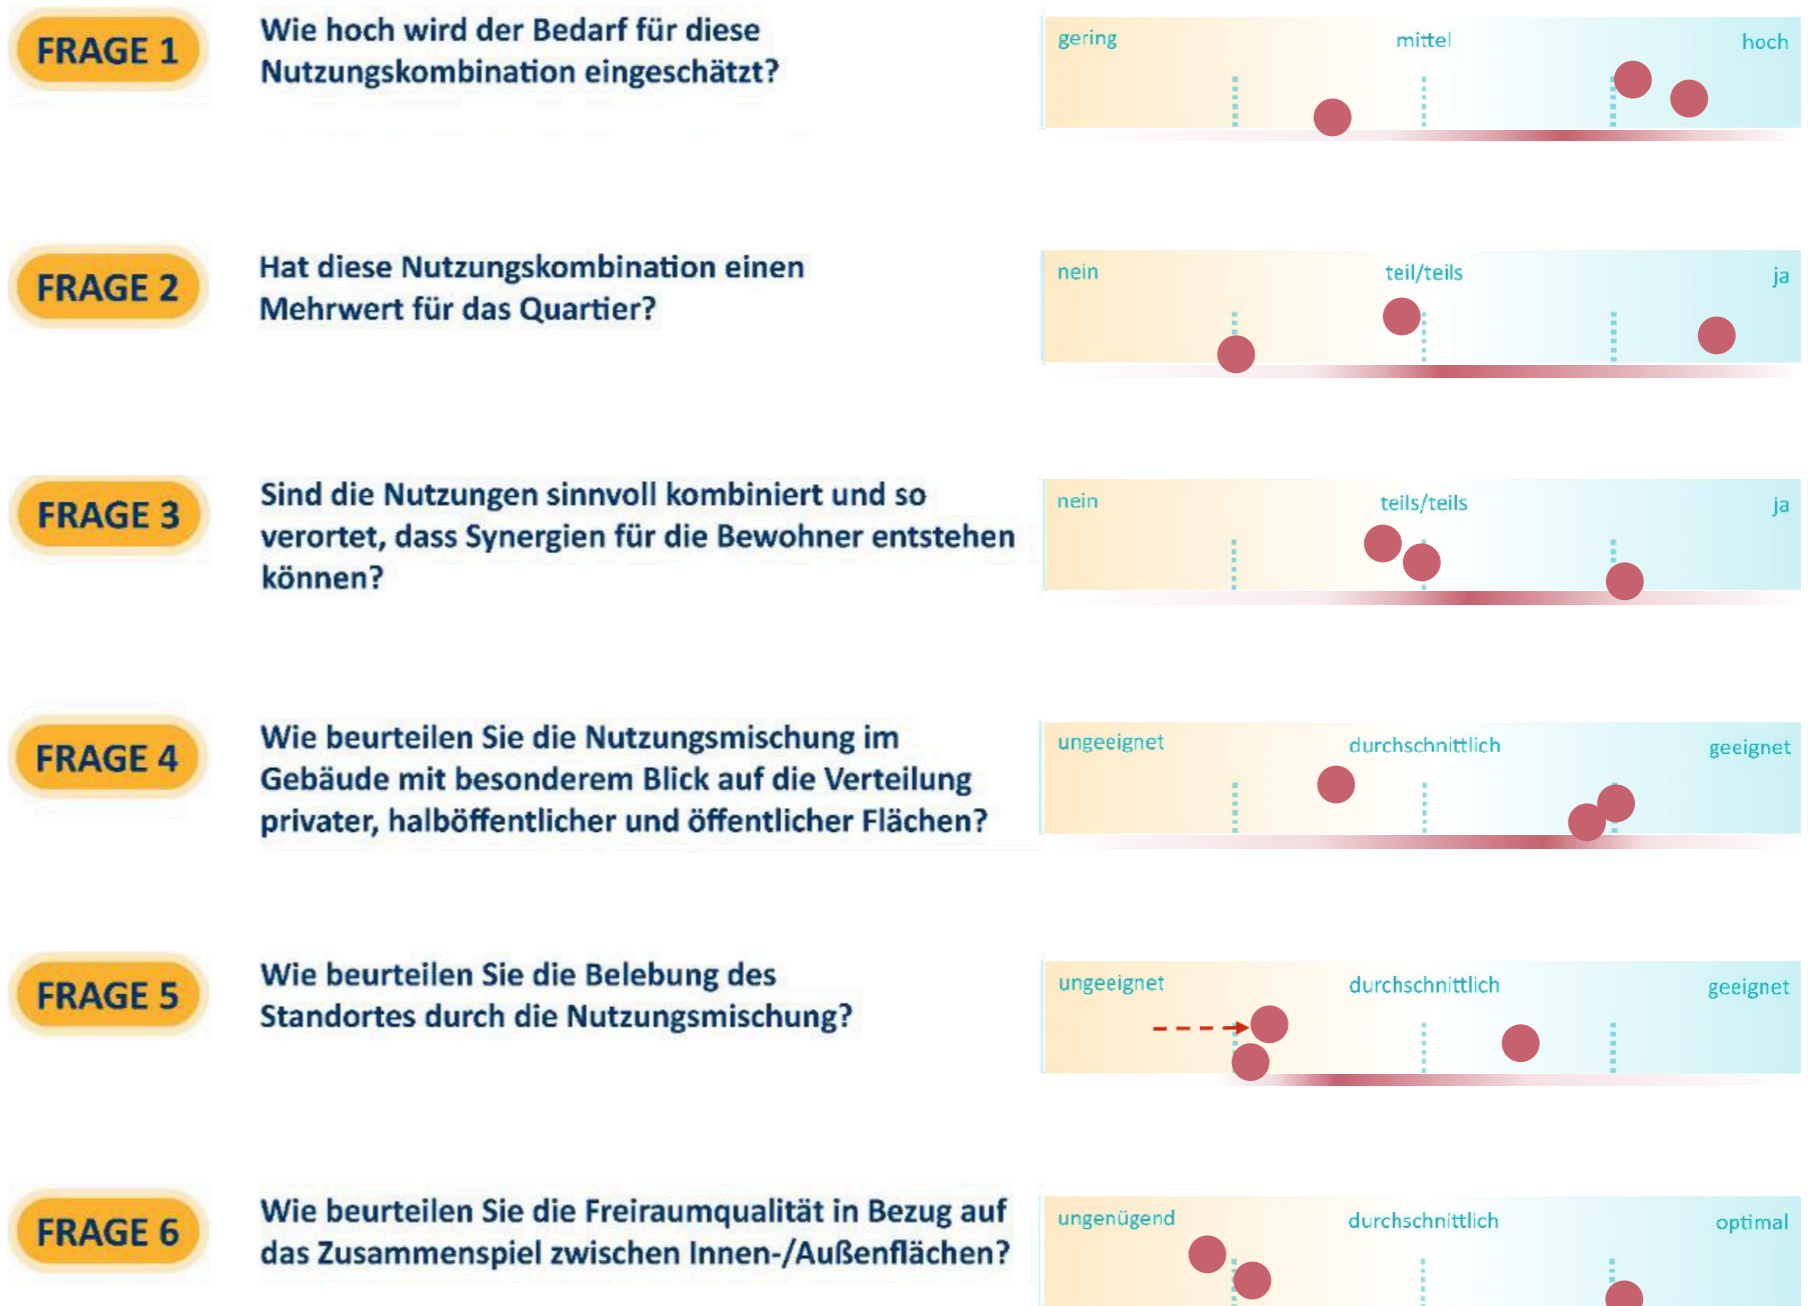 FRAGE 1
Wie hoch wird der Bedarf für diese
Nutzungskombination eingeschätzt?
gering
mittel
hoch
FRAGE 2
Hat diese Nutzungskombination einen
Mehrwert für das Quartier?
nein
teil/teils
ja
FRAGE 3
Sind die Nutzungen sinnvoll kombiniert und so
verortet, dass Synergien für die Bewohner entstehen
können?
nein
teils/teils
ja
FRAGE 4
Wie beurteilen Sie die Nutzungsmischung im
Gebäude mit besonderem Blick auf die Verteilung
privater, halböffentlicher und öffentlicher Flächen?
ungeeignet
durchschnittlich
geeignet
FRAGE 5
Wie beurteilen Sie die Belebung des
Standortes durch die Nutzungsmischung?
ungeeignet
durchschnittlich
geeignet
FRAGE 6
Wie beurteilen Sie die Freiraumqualität in Bezug auf
das Zusammenspiel zwischen Innen-/Außenflächen?
ungenügend
durchschnittlich
optimal